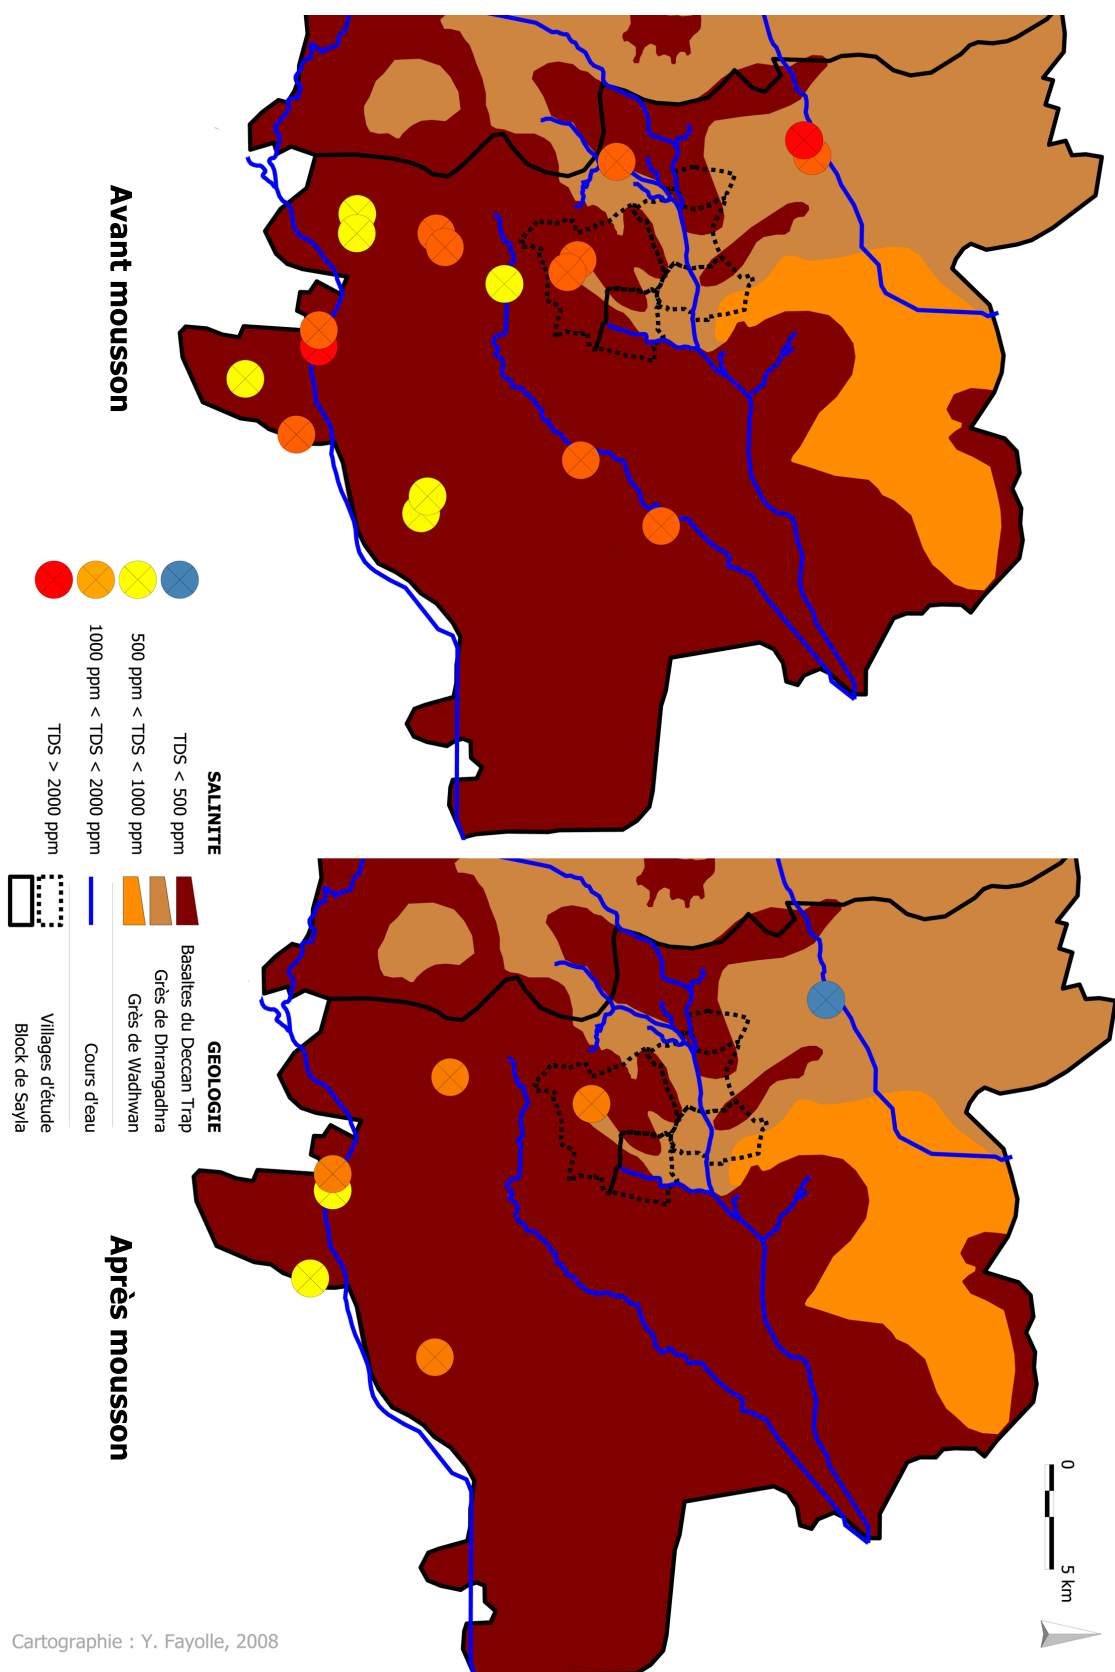 Avant mousson
Après mousson
SALINITE
TDS < 500 ppm
500 ppm < TDS < 1000 ppm
1000 ppm < TDS < 2000 ppm
TDS > 2000 ppm
GEOLOGIE
Basaltes du Deccan Trap
Grès de Dhrangadhra
Grès de Wadhwan
Cours d'eau
Villages d'étude
Block de Sayla
0
5 km
Cartographie : Y. Fayolle, 2008